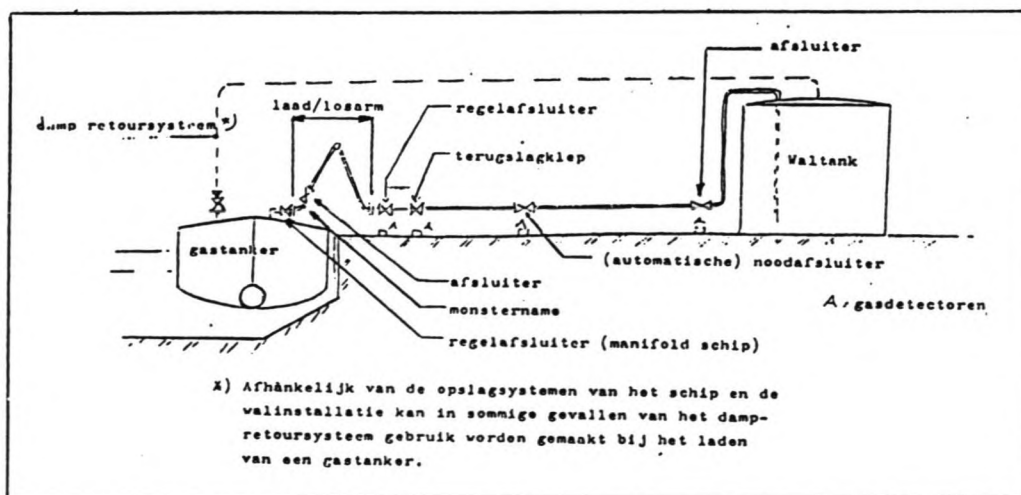 afsluiter
laad/losarm
regelafsluiter
damp retoursysteem *)
terugslagklep
Waltank
A A A A
gastanker
(automatische) noodafsluiter
afsluiter
A, gasdetectoren
monstername
regelafsluiter (manifold schip)
*) Afhankelijk van de opslagsystemen van het schip en de
walinstallatie kan in sommige gevallen van het damp-
retoursysteem gebruik worden gemaakt bij het laden
van een gastanker.